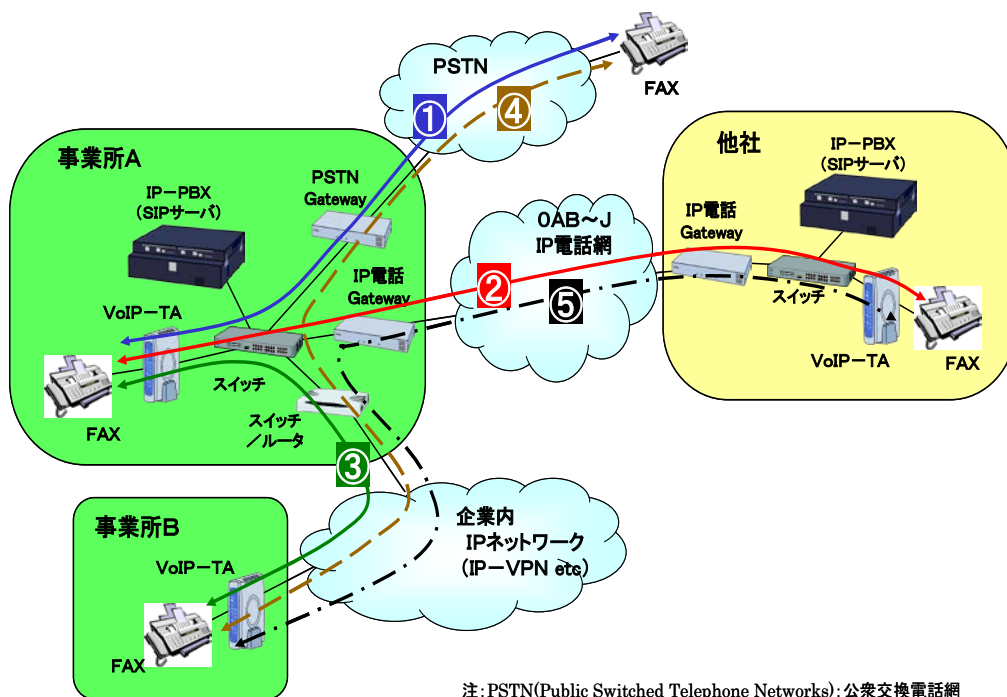 PSTN
①
④
FAX
事業所A
IP-PBX
(SIPサーバ)
PSTN
Gateway
IP電話
Gateway
VoIP-TA
スイッチ
FAX
スイッチ
/ルータ
③
0AB~J
IP電話網
②
⑤
他社
IP-PBX
(SIPサーバ)
IP電話
Gateway
スイッチ
VoIP-TA
FAX
事業所B
VoIP-TA
FAX
企業内
IPネットワーク
(IP-VPN etc)
注:PSTN(Public Switched Telephone Networks):公衆交換電話網